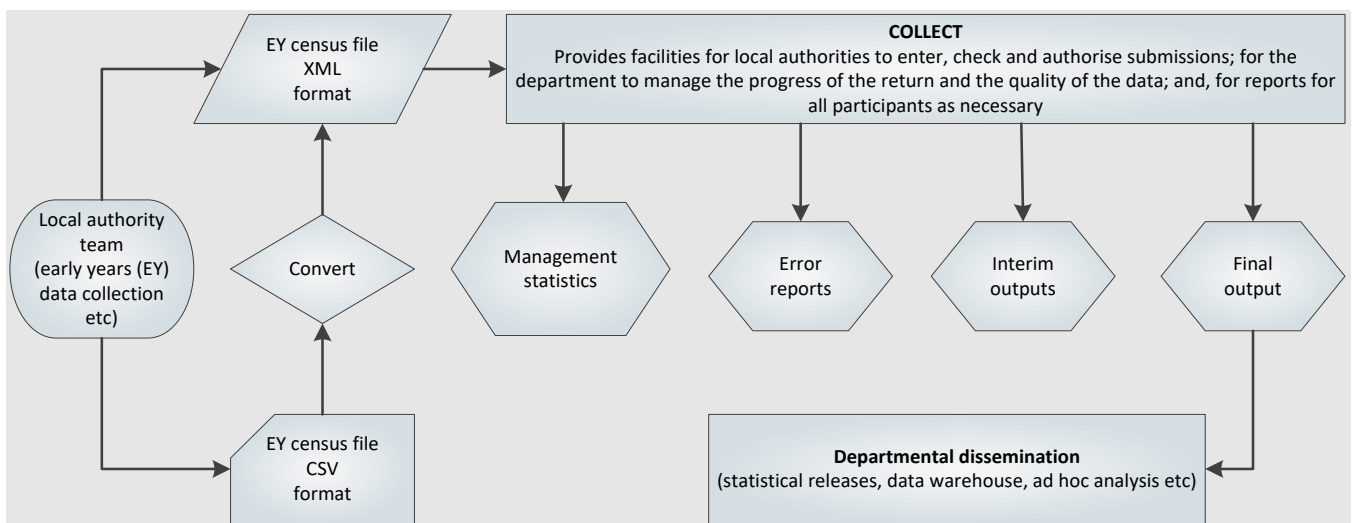 EY census file
XML
format
COLLECT
Provides facilities for local authorities to enter, check and authorise submissions; for the
department to manage the progress of the return and the quality of the data; and, for reports for
all participants as necessary
Local authority
team
(early years (EY)
data collection
etc)
Convert
Management
statistics
Error
reports
Interim
outputs
Final
output
EY census file
CSV
format
Departmental dissemination
(statistical releases, data warehouse, ad hoc analysis etc)